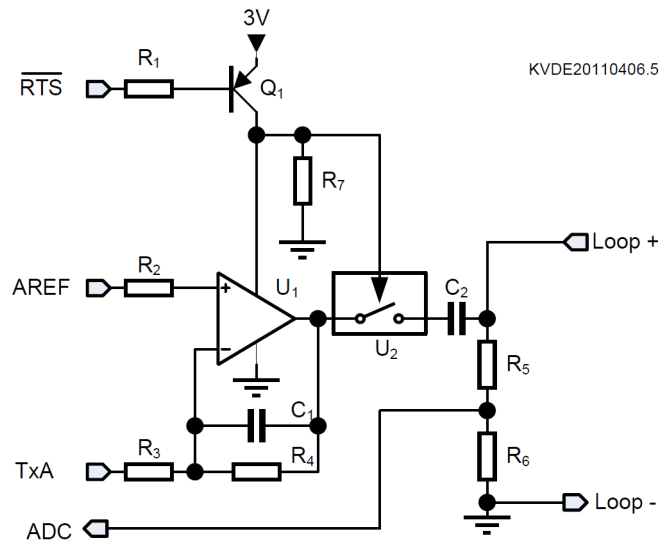 3V
R1
RTS
Q1
KVDE20110406.5
R7
Loop +
R2
AREF
U1
C2
+
−
U2
R5
C1
R3
R4
R6
TxA
Loop -
ADC